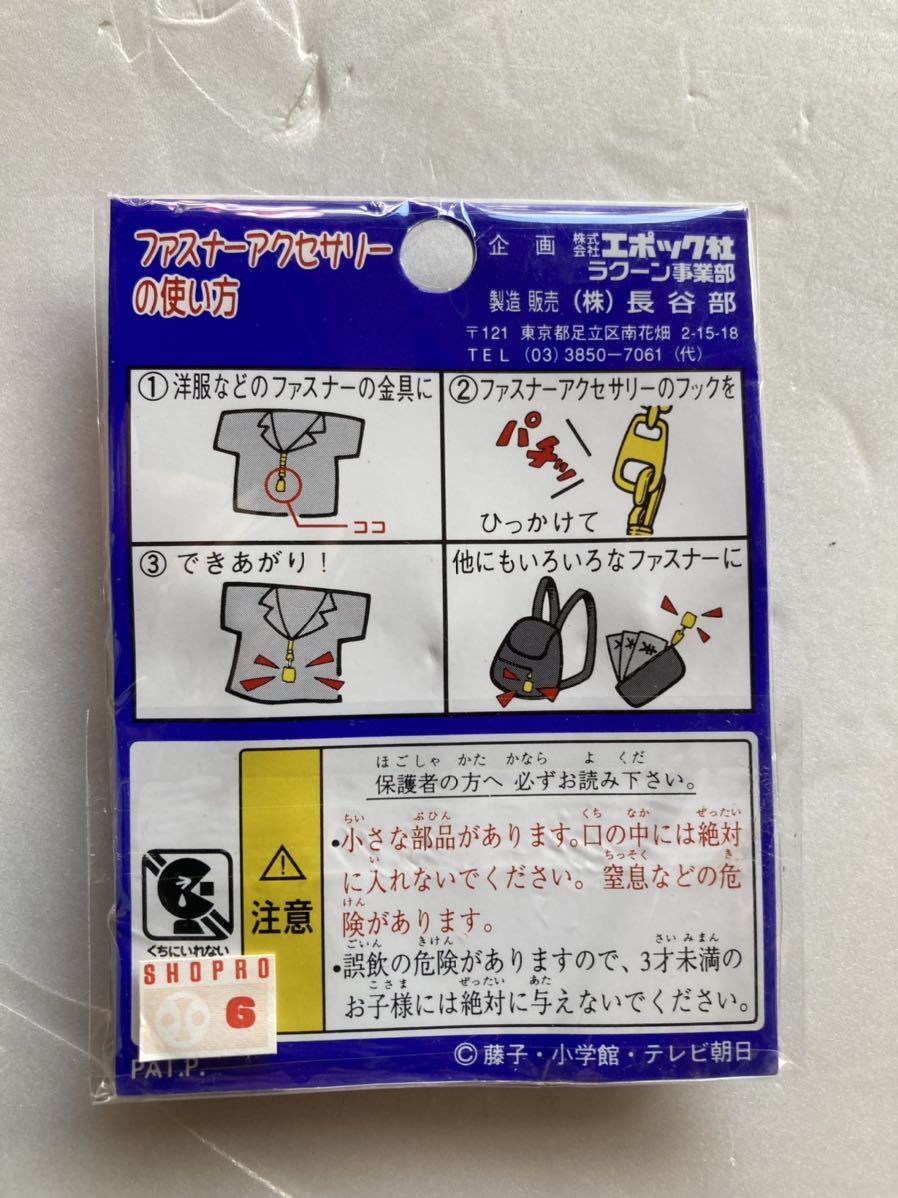 ファスナーアクセサリー
の使い方
企画 株式会社 エポック社
ラクーン事業部
製造 販売 (株) 長谷部
〒121 東京都足立区南花畑 2-15-18
TEL (03) 3850-7061 (代)
① 洋服などのファスナーの金具に
ココ
② ファスナーアクセサリーのフックを
パチッ
ひっかけて
③ できあがり!
他にもいろいろなファスナーに
くちにいれない
⚠
注意
ほごしゃ かた かなら よ くだ
保護者の方へ 必ずお読み下さい。
ちい ぶひん くち なか ぜったい
・小さな部品があります。口の中には絶対
い ちっそく き
に入れないでください。窒息などの危
けん
険があります。
ごいん きけん さい みまん
・誤飲の危険がありますので、3才未満の
こさま ぜったい あた
お子様には絶対に与えないでください。
SHOPRO
6
PAT.P.
©藤子・小学館・テレビ朝日